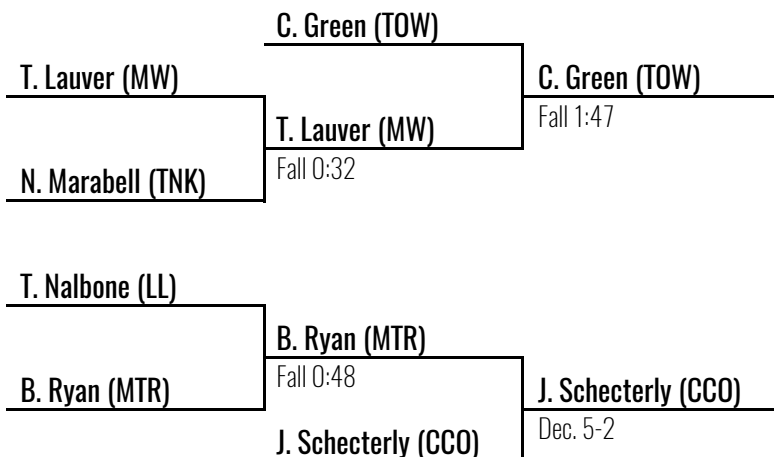 C. Green (TOW)
T. Lauver (MW)
C. Green (TOW)
Fall 1:47
T. Lauver (MW)
Fall 0:32
N. Marabell (TNK)
T. Nalbone (LL)
B. Ryan (MTR)
Fall 0:48
B. Ryan (MTR)
J. Schecterly (CCO)
Dec. 5-2
J. Schecterly (CCO)